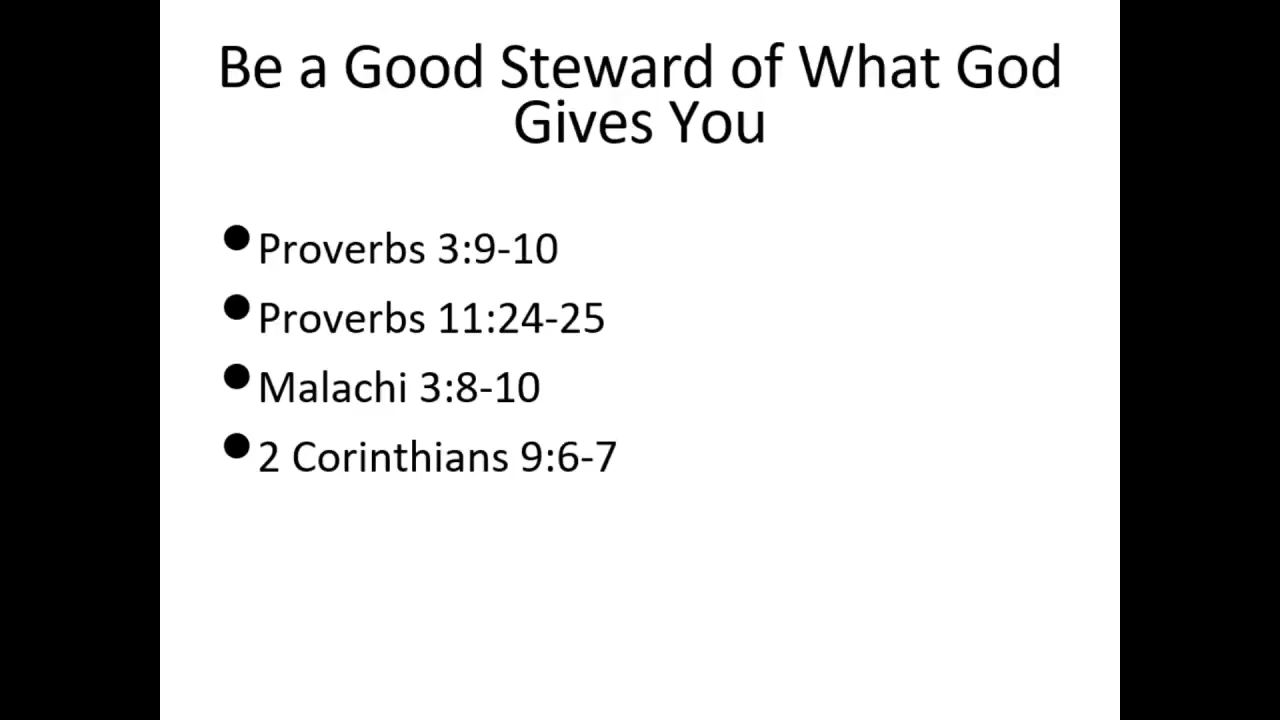 Be a Good Steward of What God
Gives You
• Proverbs 3:9-10
• Proverbs 11:24-25
• Malachi 3:8-10
• 2 Corinthians 9:6-7